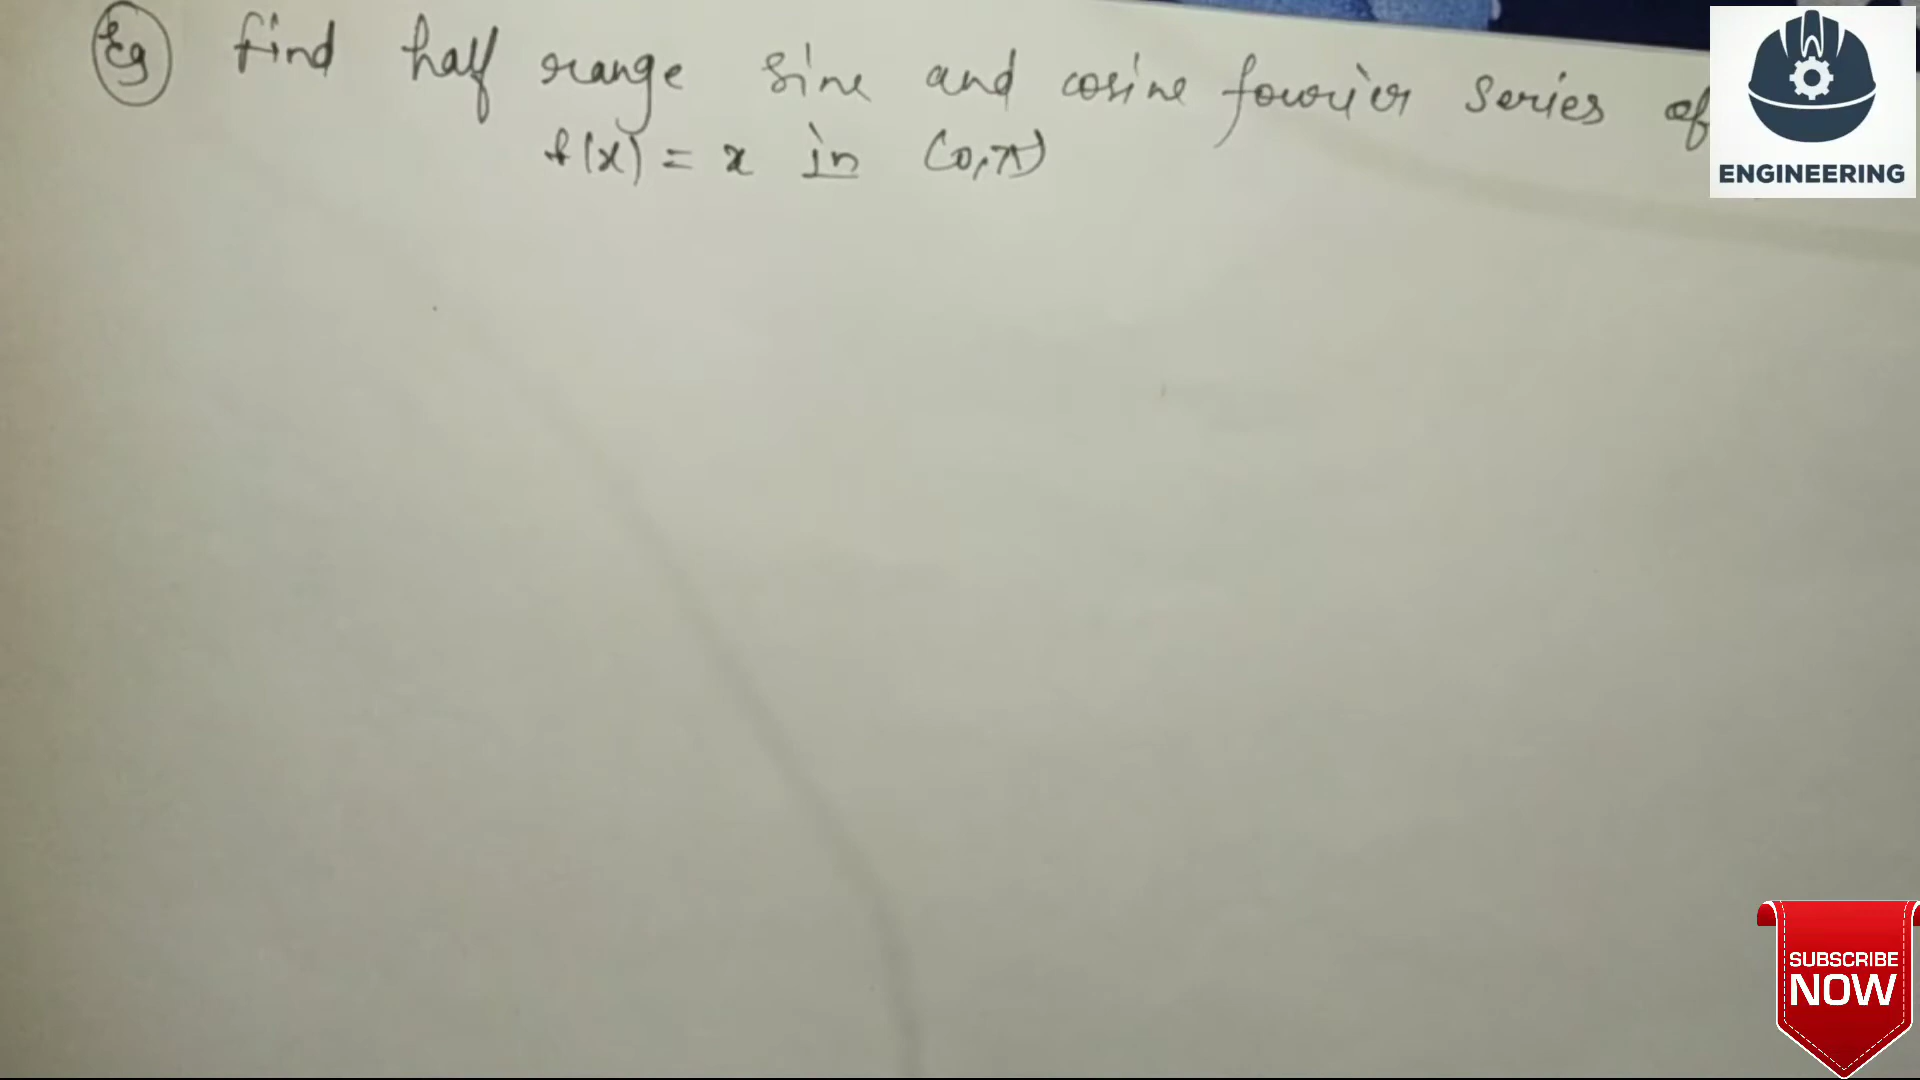 Eg find half range sine and cosine fourier series of
f(x) = x in (0,π)
ENGINEERING
SUBSCRIBE
NOW